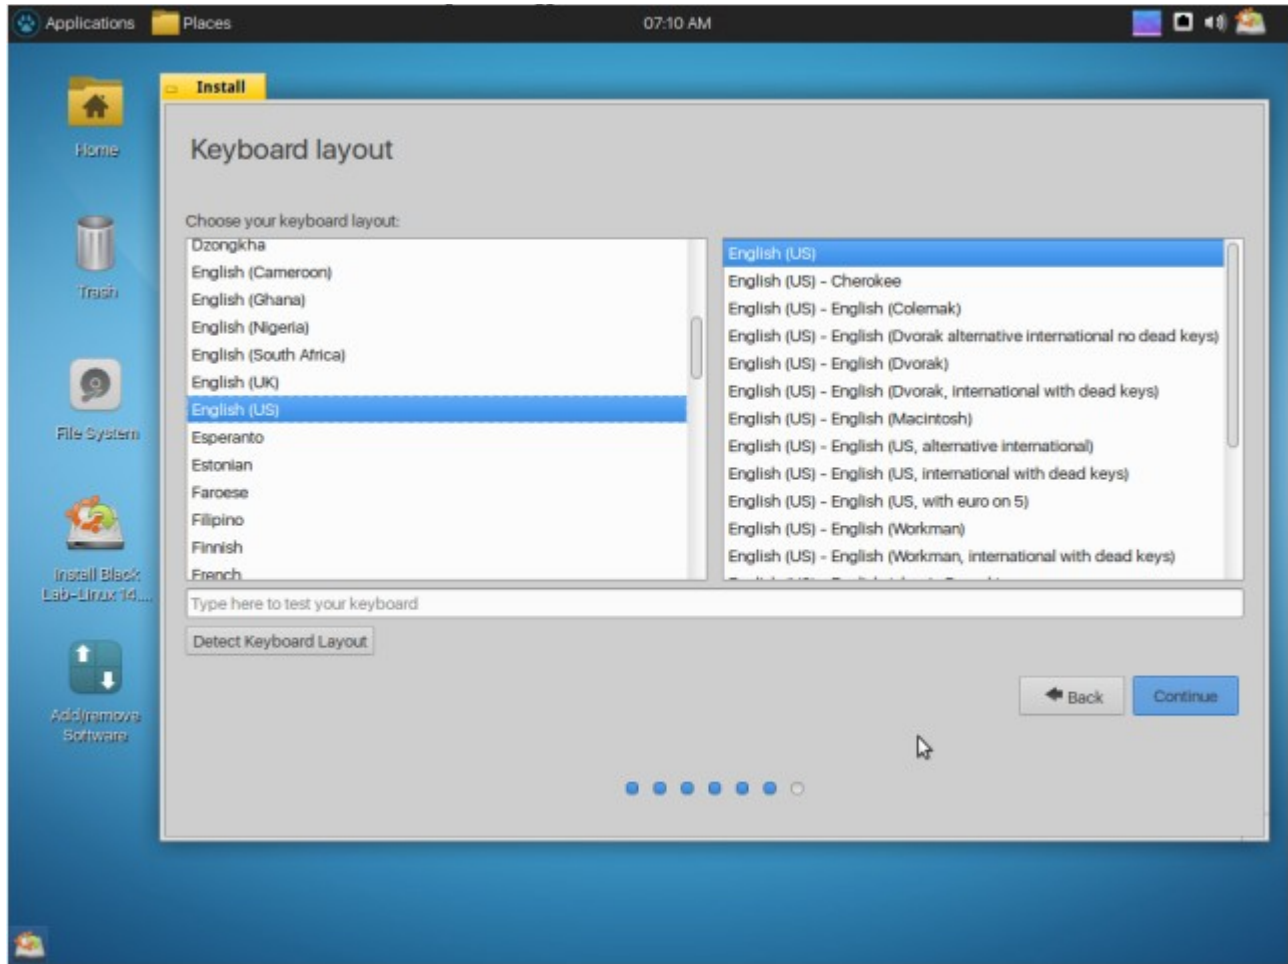 Applications
Places
07:10 AM
Install
Home
Trash
File System
Install Black
Lab-Linux 14....
Add/remove
Software
Keyboard layout
Choose your keyboard layout:
Dzongkha
English (Cameroon)
English (Ghana)
English (Nigeria)
English (South Africa)
English (UK)
English (US)
Esperanto
Estonian
Faroese
Filipino
Finnish
French
English (US)
English (US) - Cherokee
English (US) - English (Colemak)
English (US) - English (Dvorak alternative international no dead keys)
English (US) - English (Dvorak)
English (US) - English (Dvorak, international with dead keys)
English (US) - English (Macintosh)
English (US) - English (US, alternative international)
English (US) - English (US, international with dead keys)
English (US) - English (US, with euro on 5)
English (US) - English (Workman)
English (US) - English (Workman, international with dead keys)
Type here to test your keyboard
Detect Keyboard Layout
Back
Continue